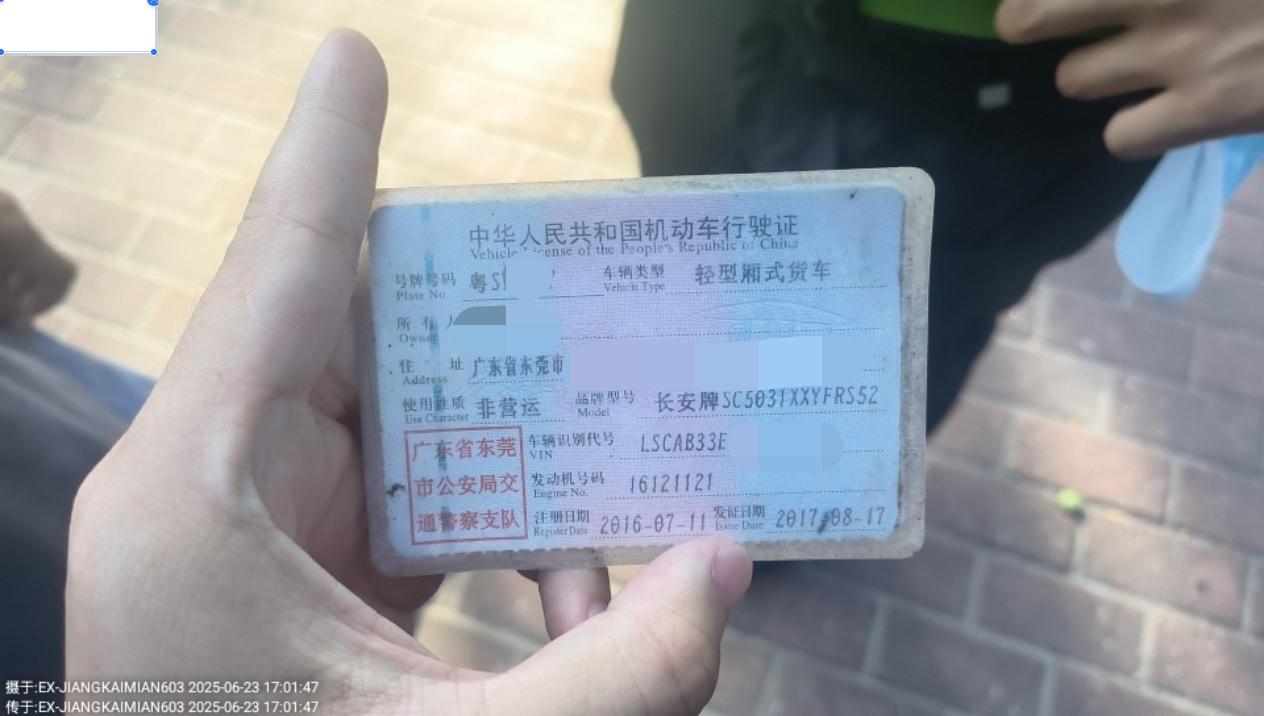 中华人民共和国机动车行驶证
Vehicle License of the People's Republic of China
号牌号码 粤S 车辆类型 轻型厢式货车
Plate No. Vehicle Type
所有人
Owner
住址 广东省东莞市
Address
使用性质 非营运 品牌型号 长安牌SC5031XXYFRS52
Use Character Model
广东省东莞 车辆识别代号 LSCAB33E
VIN
市公安局交 发动机号码 16121121
Engine No.
通警察支队 注册日期 2016-07-11 发证日期 2017-08-17
Register Date Issue Date
摄于:EX-JIANGKAIMIAN603 2025-06-23 17:01:47
传于:EX-JIANGKAIMIAN603 2025-06-23 17:01:47